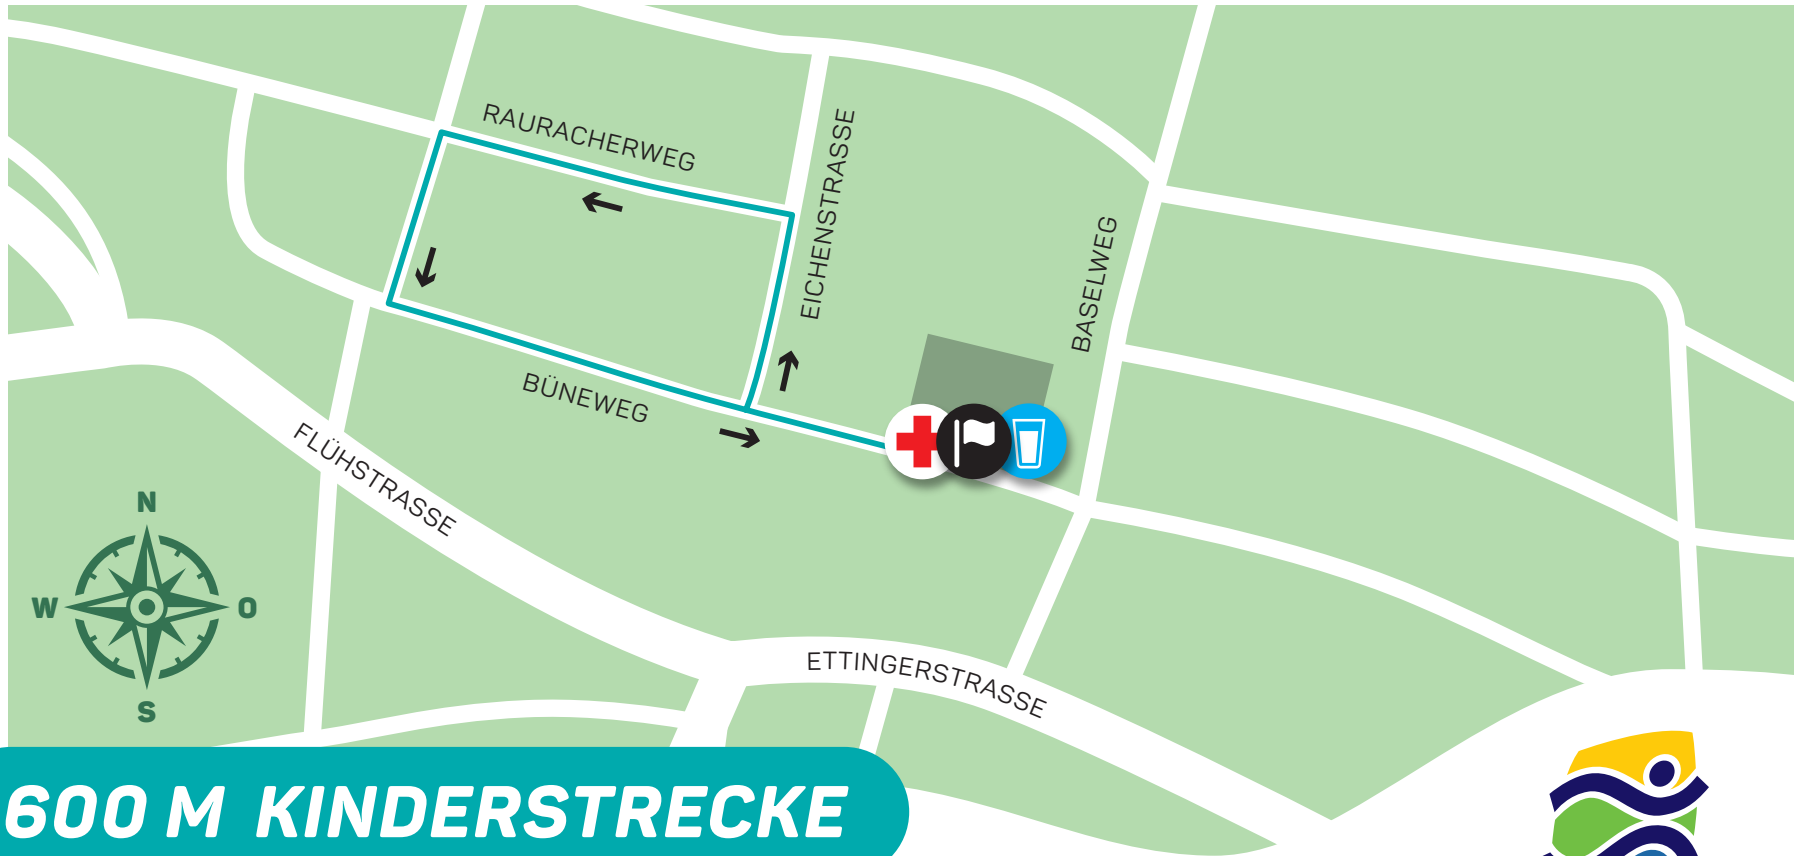 RAURACHERWEG
EICHENSTRASSE
BASELWEG
BÜNEWEG
FLÜHSTRASSE
N
W O
S
ETTINGERSTRASSE
600 M KINDERSTRECKE